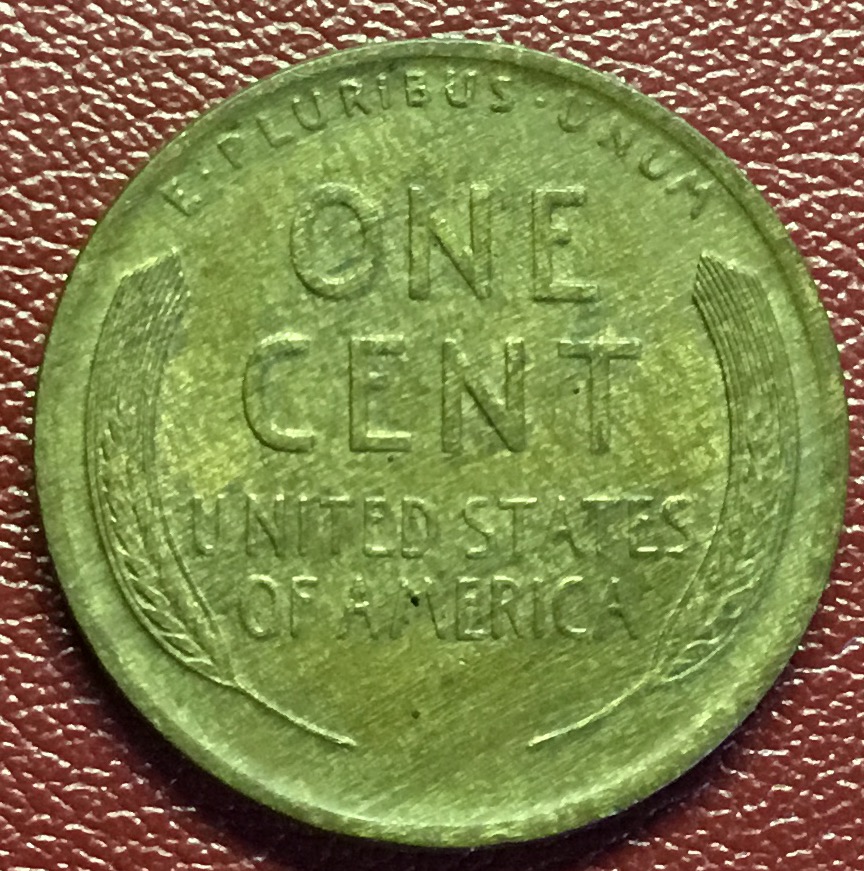 E·PLURIBUS·UNUM
ONE
CENT
UNITED STATES
OF AMERICA